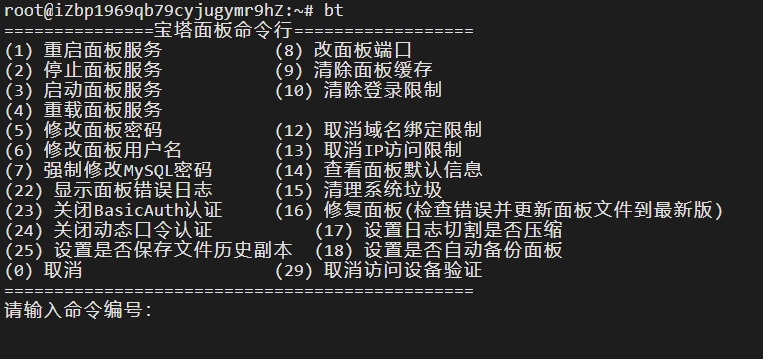 root@iZbp1969qb79cyjugymr9hZ:~# bt
===============宝塔面板命令行==================
(1) 重启面板服务           (8) 改面板端口
(2) 停止面板服务           (9) 清除面板缓存
(3) 启动面板服务           (10) 清除登录限制
(4) 重载面板服务
(5) 修改面板密码           (12) 取消域名绑定限制
(6) 修改面板用户名         (13) 取消IP访问限制
(7) 强制修改MySQL密码      (14) 查看面板默认信息
(22) 显示面板错误日志      (15) 清理系统垃圾
(23) 关闭BasicAuth认证     (16) 修复面板(检查错误并更新面板文件到最新版)
(24) 关闭动态口令认证          (17) 设置日志切割是否压缩
(25) 设置是否保存文件历史副本  (18) 设置是否自动备份面板
(0) 取消                   (29) 取消访问设备验证
===============================================
请输入命令编号: